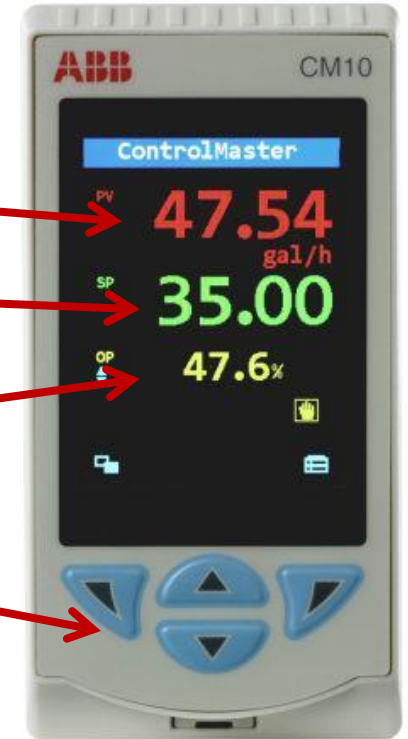 ABB CM10
ControlMaster
PV 47.54
gal/h
SP 35.00
OP 47.6%